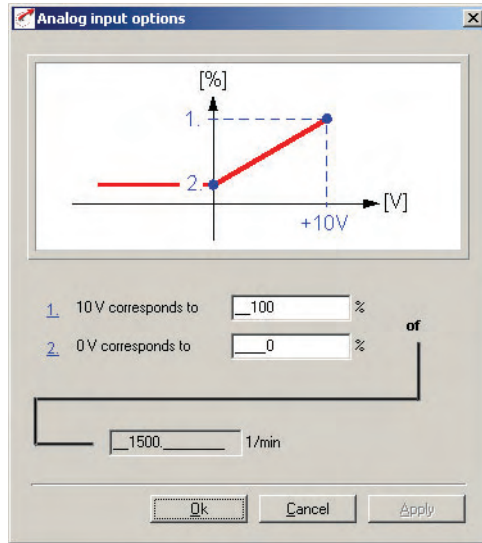 Analog input options
[%]
1.
2.
[V]
+10V
1. 10 V corresponds to __100 %
of
2. 0 V corresponds to ____0 %
__1500.______ 1/min
Ok Cancel Apply